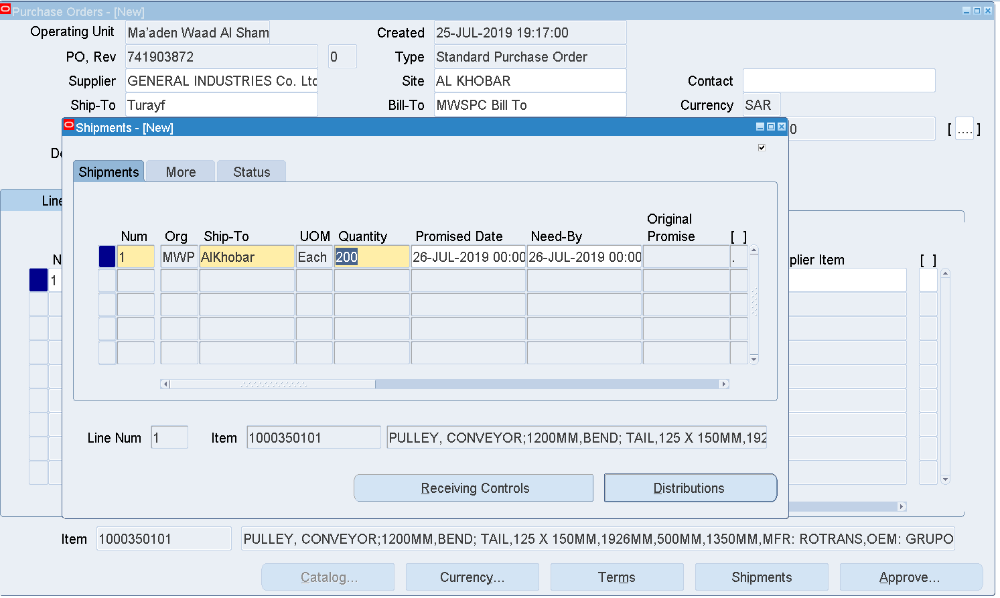 Purchase Orders - [New]
Operating Unit Ma'aden Waad Al Sham Created 25-JUL-2019 19:17:00
PO, Rev 741903872 0 Type Standard Purchase Order
Supplier GENERAL INDUSTRIES Co. Ltc Site AL KHOBAR Contact
Ship-To Turayf Bill-To MWSPC Bill To Currency SAR
Shipments - [New]
0 [ .... ]
Shipments More Status
Line
Original
Num Org Ship-To UOM Quantity Promised Date Need-By Promise [ ]
1 MWP AlKhobar Each 200 26-JUL-2019 00:00 26-JUL-2019 00:00 .
N plier Item [ ]
1
Line Num 1 Item 1000350101 PULLEY, CONVEYOR;1200MM,BEND; TAIL,125 X 150MM,192
Receiving Controls Distributions
Item 1000350101 PULLEY, CONVEYOR;1200MM,BEND; TAIL,125 X 150MM,1926MM,500MM,1350MM,MFR: ROTRANS,OEM: GRUPO
Catalog... Currency... Terms Shipments Approve...